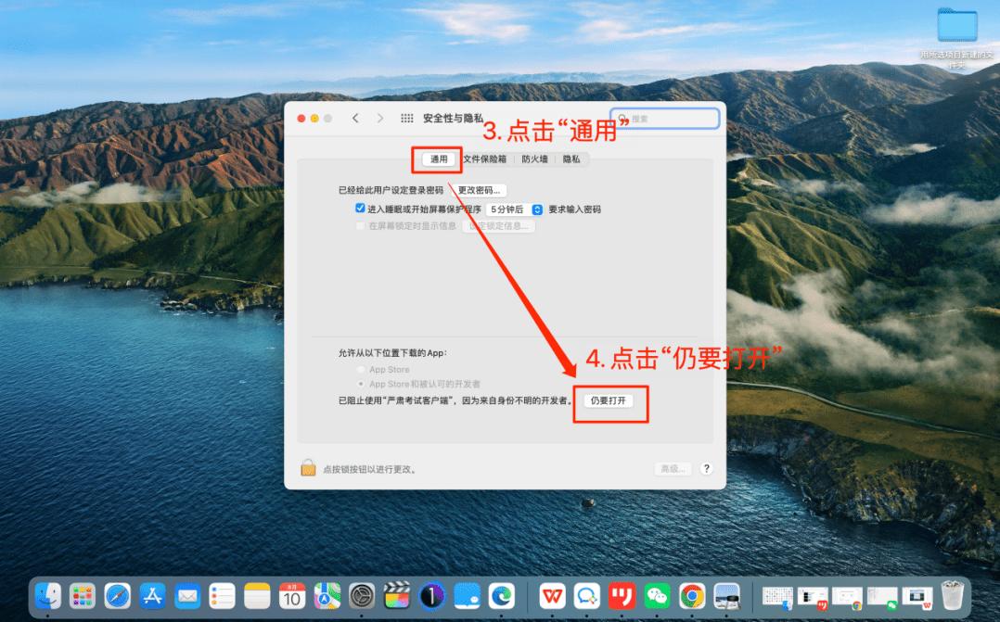 用所选项目新建的文
件夹
安全性与隐私
搜索
3. 点击“通用”
通用
文件保险箱
防火墙
隐私
已经给此用户设定登录密码
更改密码...
进入睡眠或开始屏幕保护程序
5分钟后
要求输入密码
在屏幕锁定时显示信息
设定锁定信息...
允许从以下位置下载的App：
4. 点击“仍要打开”
App Store
App Store和被认可的开发者
已阻止使用“严肃考试客户端”，因为来自身份不明的开发者。
仍要打开
点按锁按钮以进行更改。
高级...
?
10